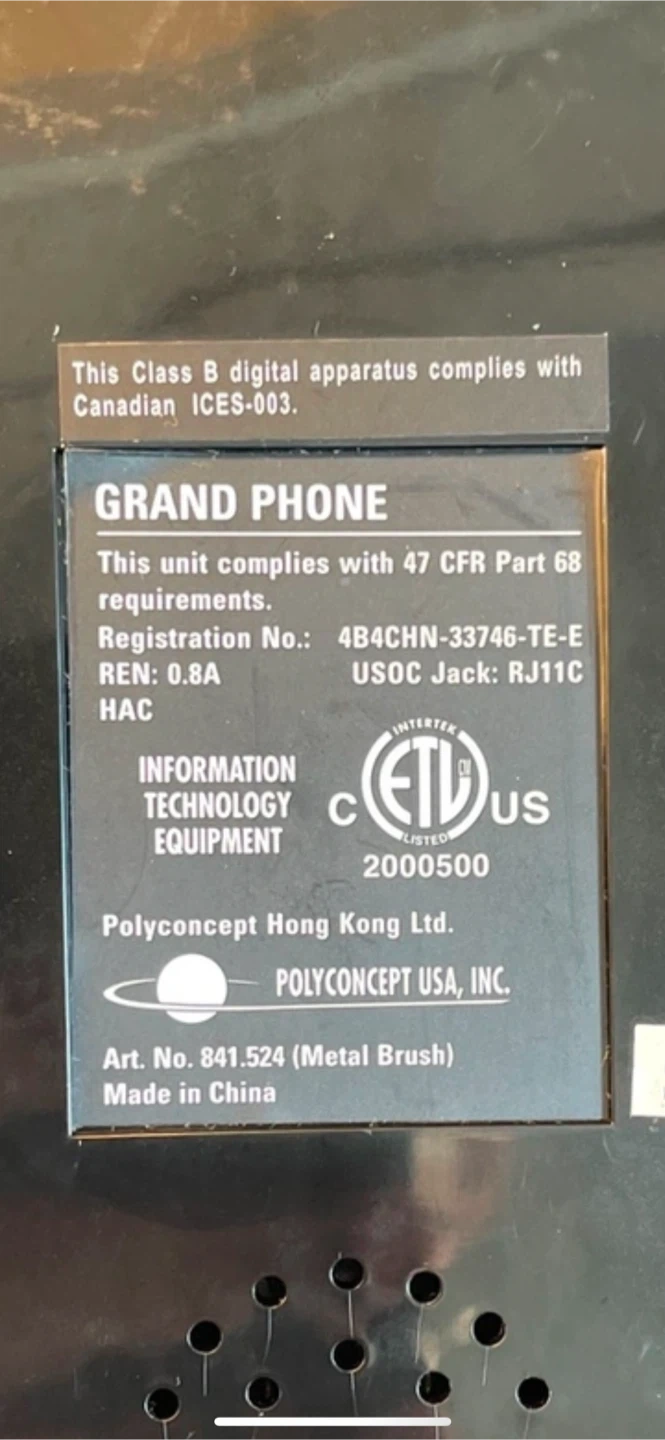 This Class B digital apparatus complies with
Canadian ICES-003.
GRAND PHONE
This unit complies with 47 CFR Part 68
requirements.
Registration No.: 4B4CHN-33746-TE-E
REN: 0.8A USOC Jack: RJ11C
HAC
INFORMATION
TECHNOLOGY
EQUIPMENT
INTERTEK
C ETL CM US
LISTED
2000500
Polyconcept Hong Kong Ltd.
POLYCONCEPT USA, INC.
Art. No. 841.524 (Metal Brush)
Made in China